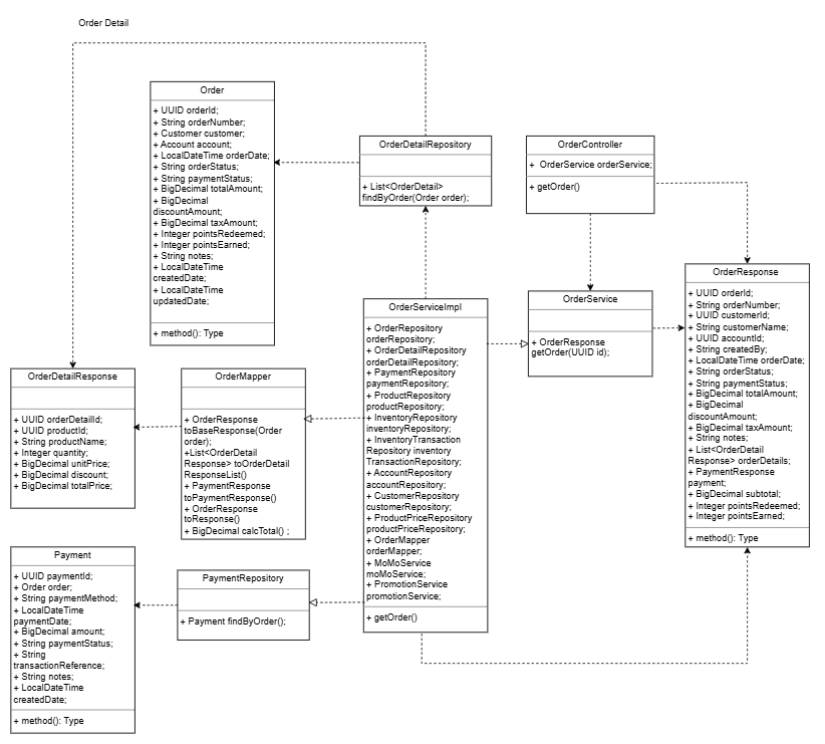 Order Detail
Order
+ UUID orderId;
+ String orderNumber;
+ Customer customer;
+ Account account;
+ LocalDateTime orderDate;
+ String orderStatus;
+ String paymentStatus;
+ BigDecimal totalAmount;
+ BigDecimal
discountAmount;
+ BigDecimal taxAmount;
+ Integer pointsRedeemed;
+ Integer pointsEarned;
+ String notes;
+ LocalDateTime
createdDate;
+ LocalDateTime
updatedDate;
+ method(): Type
OrderDetailRepository
+ List<OrderDetail>
findByOrder(Order order);
OrderController
+ OrderService orderService;
+ getOrder()
OrderResponse
+ UUID orderId;
+ String orderNumber;
+ UUID customerId;
+ String customerName;
+ UUID accountId;
+ String createdBy;
+ LocalDateTime orderDate;
+ String orderStatus;
+ String paymentStatus;
+ BigDecimal totalAmount;
+ BigDecimal
discountAmount;
+ BigDecimal taxAmount;
+ String notes;
+ List<OrderDetail
Response> orderDetails;
+ PaymentResponse
payment;
+ BigDecimal subtotal;
+ Integer pointsRedeemed;
+ Integer pointsEarned;
+ method(): Type
OrderService
+ OrderResponse
getOrder(UUID id);
OrderServiceImpl
+ OrderRepository
orderRepository;
+ OrderDetailRepository
orderDetailRepository;
+ PaymentRepository
paymentRepository;
+ ProductRepository
productRepository;
+ InventoryRepository
inventoryRepository;
+ InventoryTransaction
Repository inventory
TransactionRepository;
+ AccountRepository
accountRepository;
+ CustomerRepository
customerRepository;
+ ProductPriceRepository
productPriceRepository;
+ OrderMapper
orderMapper;
+ MoMoService
moMoService;
+ PromotionService
promotionService;
+ getOrder()
OrderDetailResponse
+ UUID orderDetailId;
+ UUID productId;
+ String productName;
+ Integer quantity;
+ BigDecimal unitPrice;
+ BigDecimal discount;
+ BigDecimal totalPrice;
OrderMapper
+ OrderResponse
toBaseResponse(Order
order);
+List<OrderDetail
Response> toOrderDetail
ResponseList()
+ PaymentResponse
toPaymentResponse()
+ OrderResponse
toResponse()
+ BigDecimal calcTotal() ;
Payment
+ UUID paymentId;
+ Order order;
+ String paymentMethod;
+ LocalDateTime
paymentDate;
+ BigDecimal amount;
+ String paymentStatus;
+ String
transactionReference;
+ String notes;
+ LocalDateTime
createdDate;
+ method(): Type
PaymentRepository
+ Payment findByOrder();